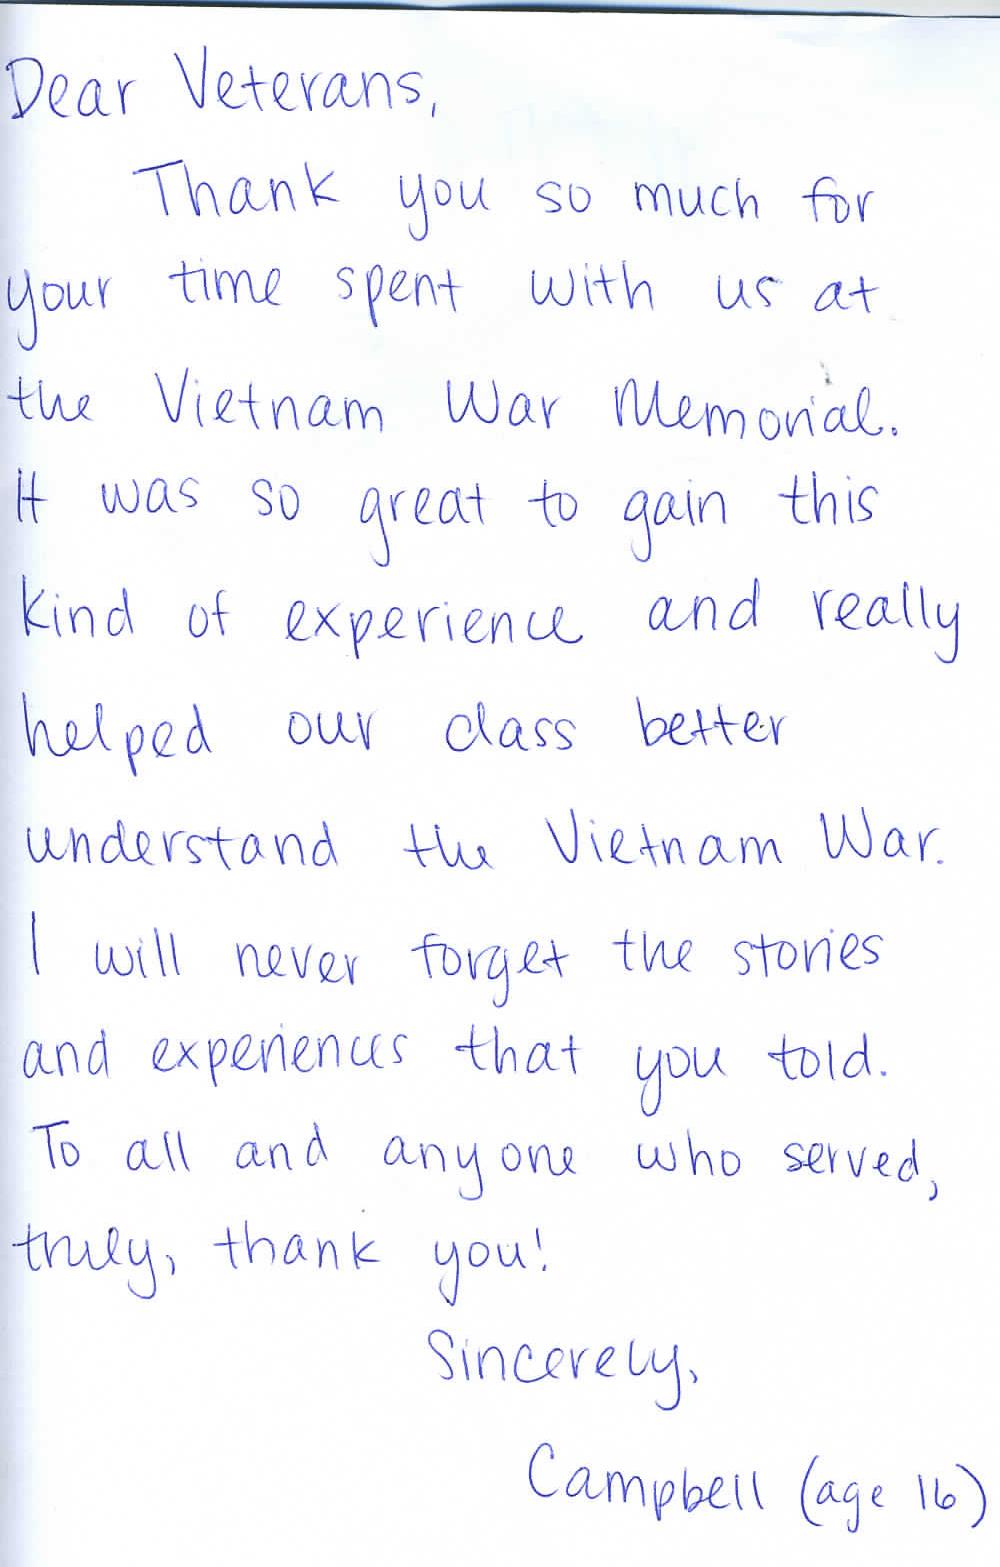 Dear Veterans,
Thank you so much for
your time spent with us at
the Vietnam War Memorial.
It was so great to gain this
kind of experience and really
helped our class better
understand the Vietnam War.
I will never forget the stories
and experiences that you told.
To all and anyone who served,
truly, thank you!
Sincerely,
Campbell (age 16)